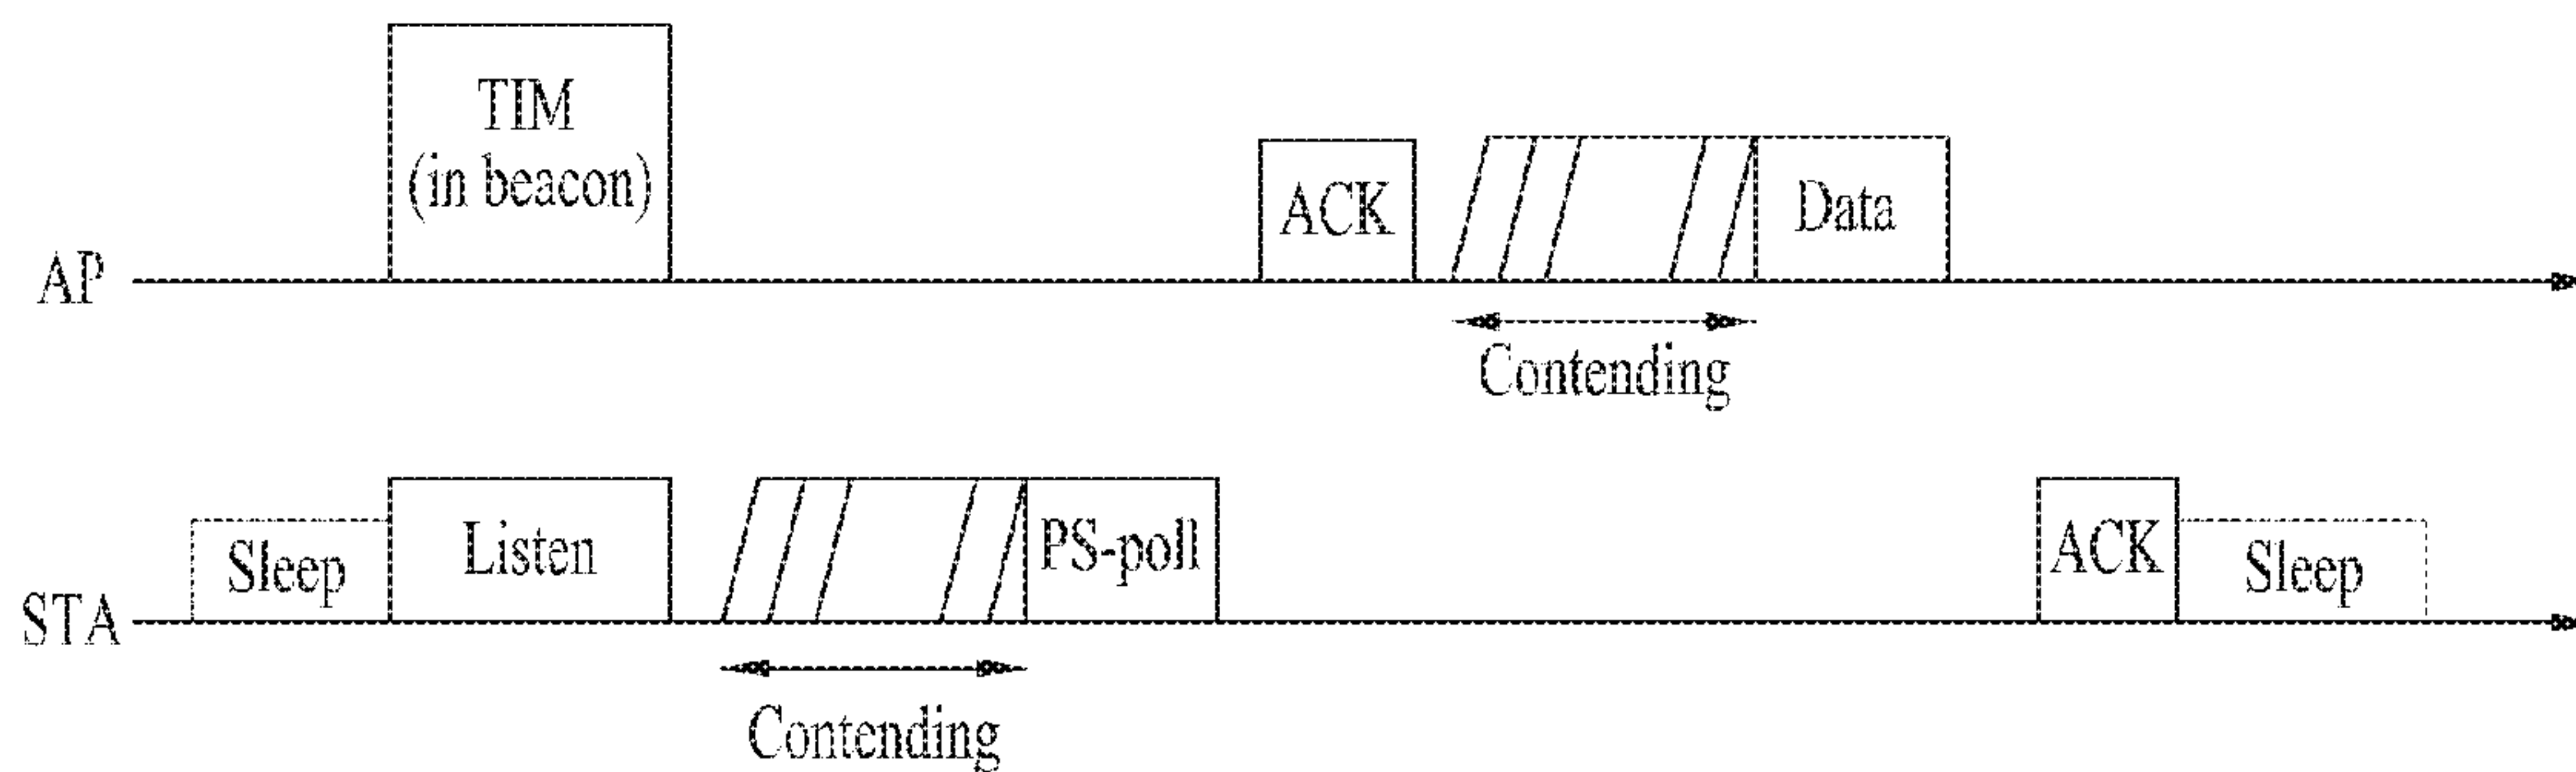 TIM
(in beacon)
ACK
Data
AP
Contending
Sleep
Listen
PS-poll
ACK
Sleep
STA
Contending